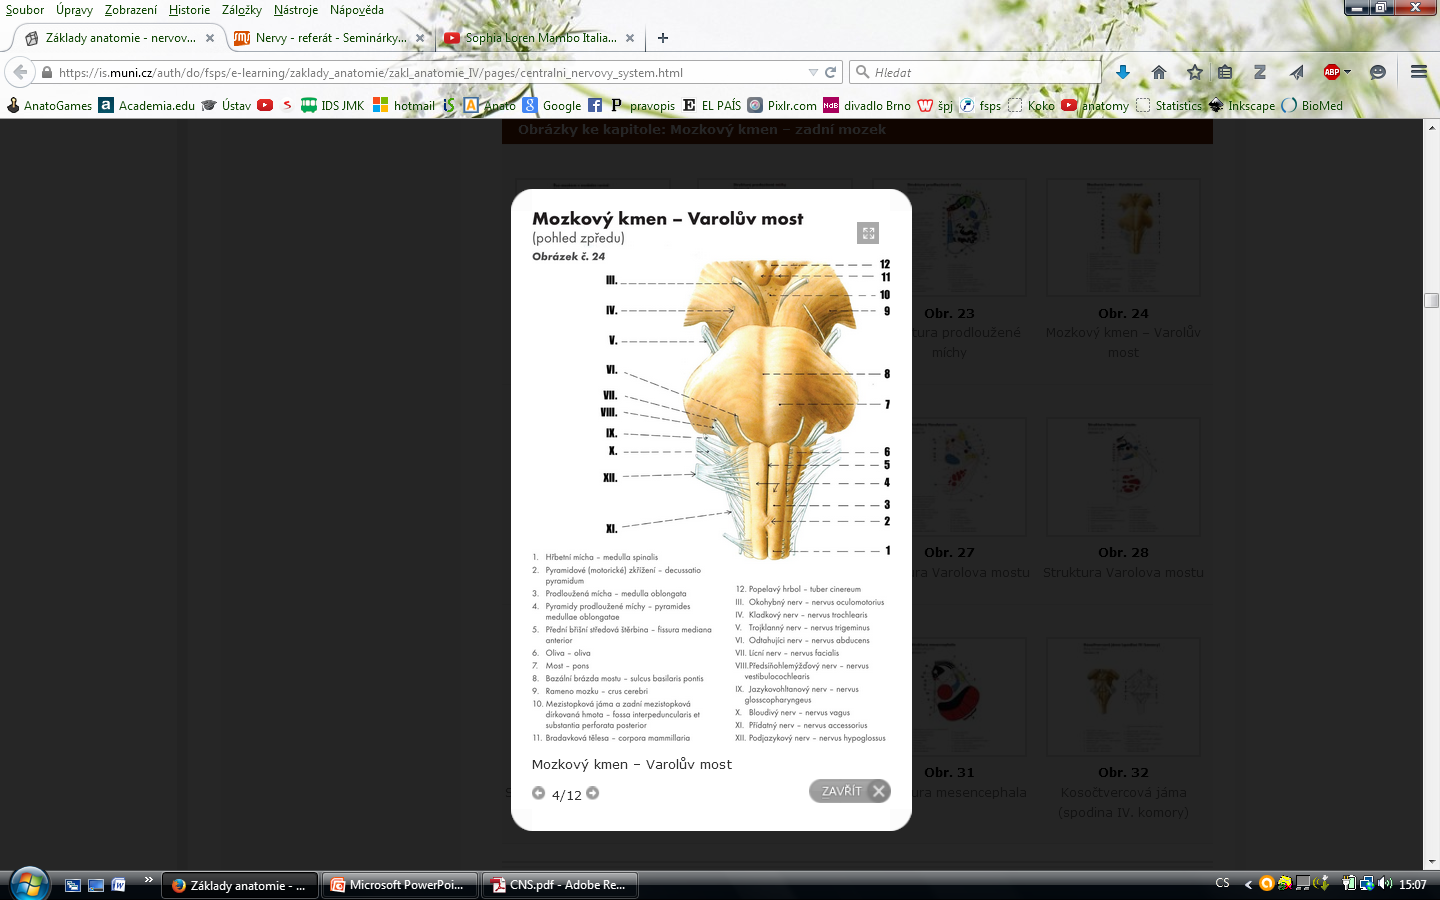 Soubor Úpravy Zobrazení Historie Záložky Nástroje Nápověda
Základy anatomie - nervov... Nervy - referát - Seminárky... Sophia Loren Mambo Italia...
https://is.muni.cz/auth/do/fsps/e-learning/zaklady_anatomie/zakl_anatomie_IV/pages/centralni_nervovy_system.html Hledat
AnatoGames Academia.edu Ústav IDS JMK hotmail Anato Google pravopis EL PAÍS Pixlr.com divadlo Brno špj fsps Koko anatomy Statistics Inkscape BioMed
Obrázky ke kapitole: Mozkový kmen – zadní mozek
Mozkový kmen – Varolův most
(pohled zpředu)
Obrázek č. 24
III.
IV.
V.
VI.
VII.
VIII.
IX.
X.
XII.
XI.
12
11
10
9
8
7
6
5
4
3
2
1
1. Hřbetní mícha – medulla spinalis
2. Pyramidové (motorické) zkřížení – decussatio
pyramidum
3. Prodloužená mícha – medulla oblongata
4. Pyramidy prodloužené míchy – pyramides
medullae oblongatae
5. Přední břišní středová štěrbina – fissura mediana
anterior
6. Oliva – oliva
7. Most – pons
8. Bazální brázda mostu – sulcus basilaris pontis
9. Rameno mozku – crus cerebri
10. Mezistopková jáma a zadní mezistopková
dírkovaná hmota – fossa interpeduncularis et
substantia perforata posterior
11. Bradavková tělesa – corpora mammillaria
12. Popelavý hrbol – tuber cinereum
III. Okohybný nerv – nervus oculomotorius
IV. Kladkový nerv – nervus trochlearis
V. Trojklanný nerv – nervus trigeminus
VI. Odtahující nerv – nervus abducens
VII. Lícní nerv – nervus facialis
VIII.Předsíňohlemýžďový nerv – nervus
vestibulocochlearis
IX. Jazykovohltanový nerv – nervus
glosscopharyngeus
X. Bloudivý nerv – nervus vagus
XI. Přídatný nerv – nervus accessorius
XII. Podjazykový nerv – nervus hypoglossus
Mozkový kmen – Varolův most
4/12
ZAVŘÍT
Obr. 23
tura prodloužené
míchy
Obr. 24
Mozkový kmen – Varolův
most
Obr. 27
ra Varolova mostu
Obr. 28
Struktura Varolova mostu
Obr. 31
ura mesencephala
Obr. 32
Kosočtvercová jáma
(spodina IV. komory)
Základy anatomie - ... Microsoft PowerPoi... CNS.pdf - Adobe Re... CS 15:07